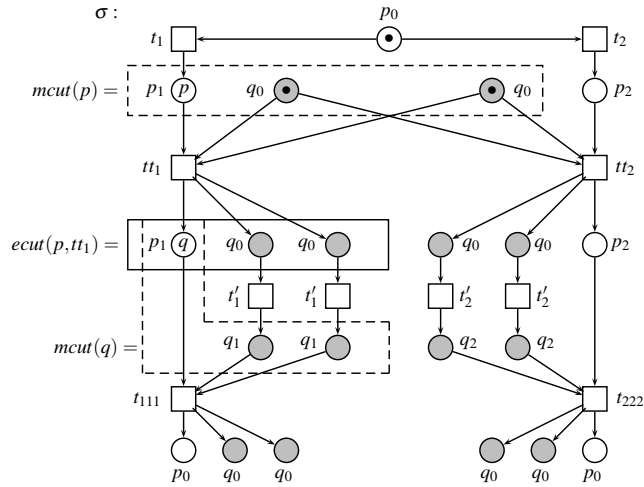 σ :
p₀
t₁ t₂
mcut(p) = p₁ p q₀ q₀ p₂
tt₁ tt₂
ecut(p,tt₁) = p₁ q q₀ q₀ q₀ q₀ p₂
t′₁ t′₁ t′₂ t′₂
mcut(q) = q₁ q₁ q₂ q₂
t₁₁₁ t₂₂₂
p₀ q₀ q₀ q₀ q₀ p₀